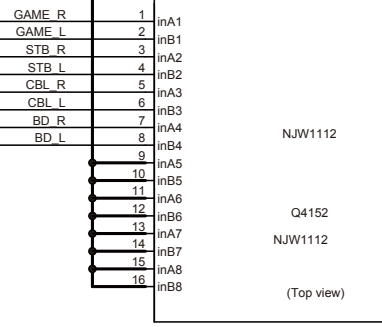 GAME_R 1 inA1
GAME_L 2 inB1
STB_R 3 inA2
STB_L 4 inB2
CBL_R 5 inA3
CBL_L 6 inB3
BD_R 7 inA4
BD_L 8 inB4
NJW1112
9 inA5
10 inB5
11 inA6
12 inB6
Q4152
13 inA7
NJW1112
14 inB7
15 inA8
16 inB8
(Top view)